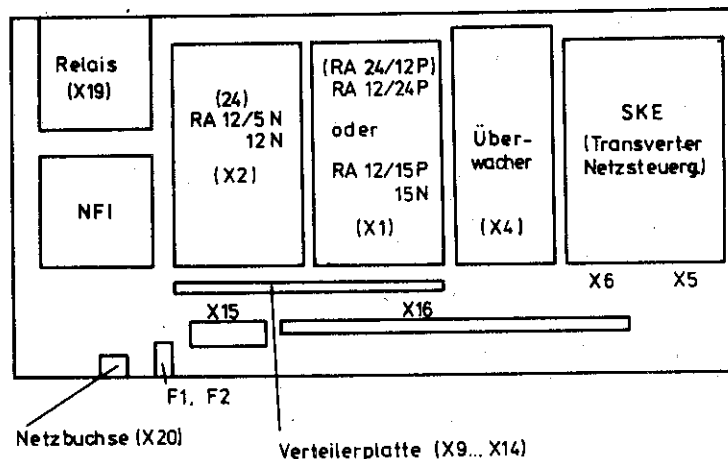 Relais
(X19)
NFI
(24)
RA 12/5 N
12 N
(X2)
(RA 24/12P)
RA 12/24P
oder
RA 12/15P
15N
(X1)
Über-
wacher
(X4)
SKE
(Transverter
Netzsteuerg.)
X6
X5
X15
X16
F1, F2
Netzbuchse (X20)
Verteilerplatte (X9... X14)